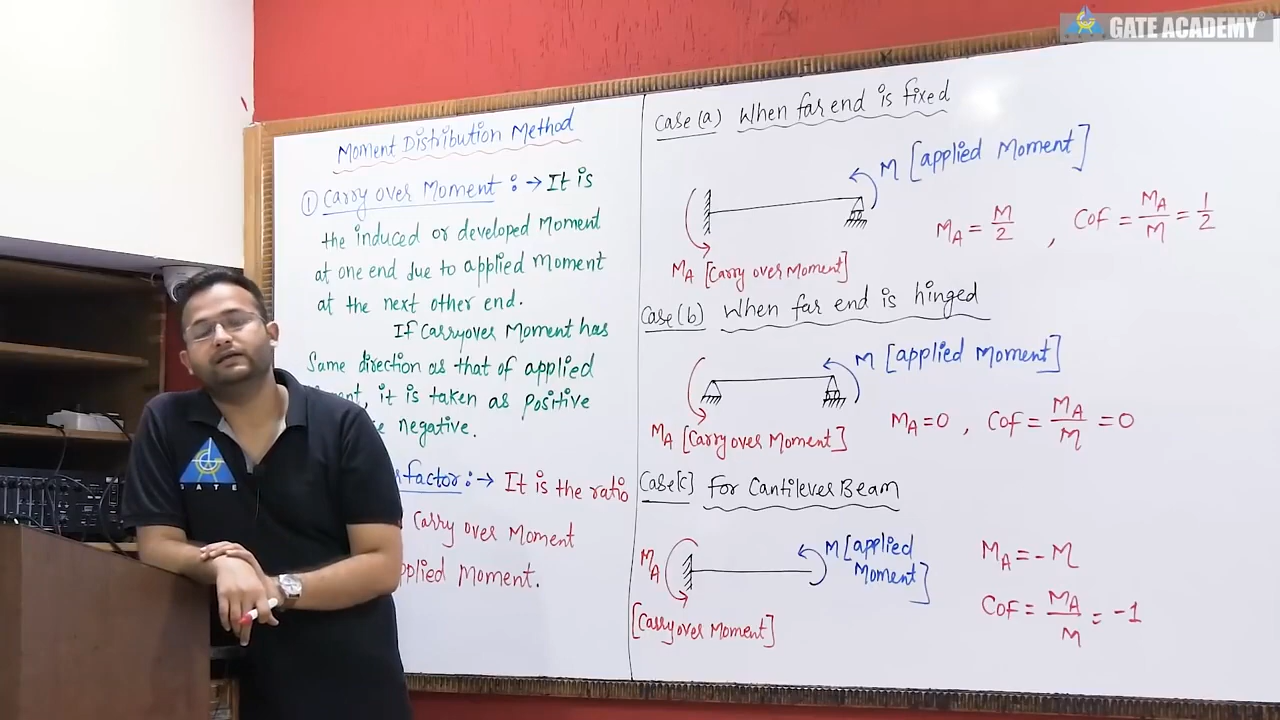 GATE ACADEMY
Moment Distribution Method
① Carry over Moment :→ It is
the induced or developed Moment
at one end due to applied Moment
at the next other end.
If Carryover Moment has
Same direction as that of applied
it is taken as positive
negative.
factor :→ It is the ratio
Carry over Moment
applied Moment.
Case(a) When far end is fixed
M [applied Moment]
MA [Carry over Moment]
MA = M/2 , Cof = MA/M = 1/2
Case(b) When far end is hinged
M [applied Moment]
MA [Carry over Moment]
MA=0 , Cof = MA/M = 0
Case[c] for Cantilever Beam
MA
M [applied
Moment]
[Carry over Moment]
MA = -M
Cof = MA/M = -1
GATE